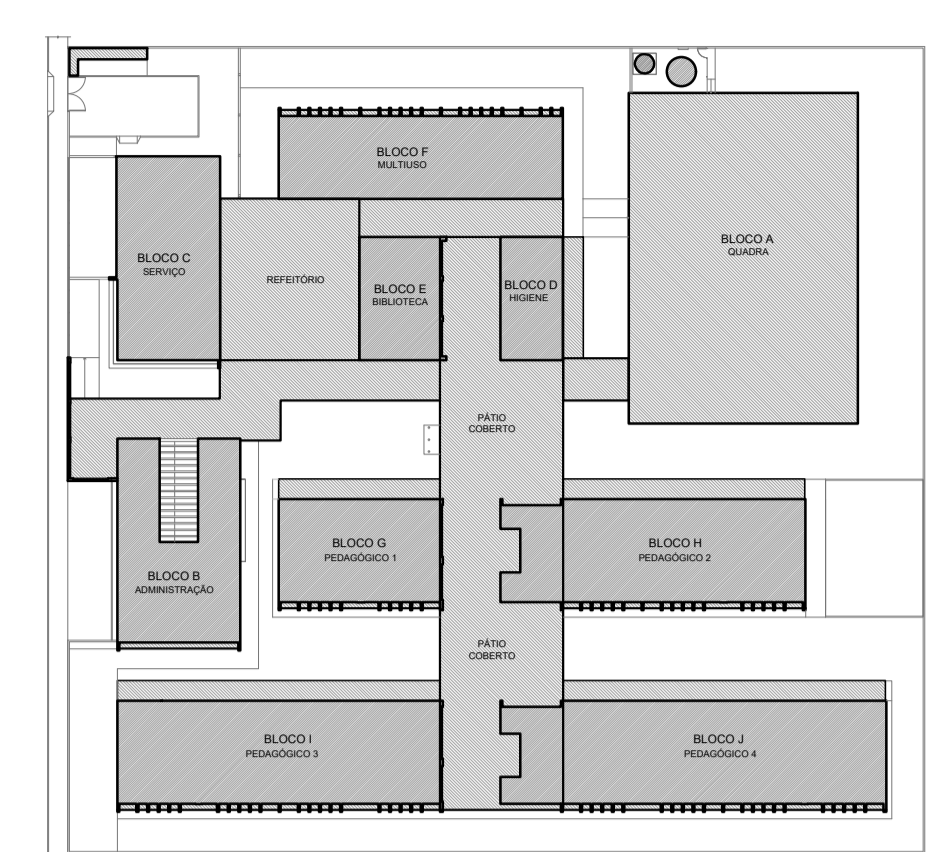 BLOCO F
MULTIUSO
BLOCO A
QUADRA
BLOCO C
SERVIÇO
REFEITÓRIO
BLOCO E
BIBLIOTECA
BLOCO D
HIGIENE
PÁTIO
COBERTO
BLOCO G
PEDAGÓGICO 1
BLOCO H
PEDAGÓGICO 2
BLOCO B
ADMINISTRAÇÃO
PÁTIO
COBERTO
BLOCO I
PEDAGÓGICO 3
BLOCO J
PEDAGÓGICO 4